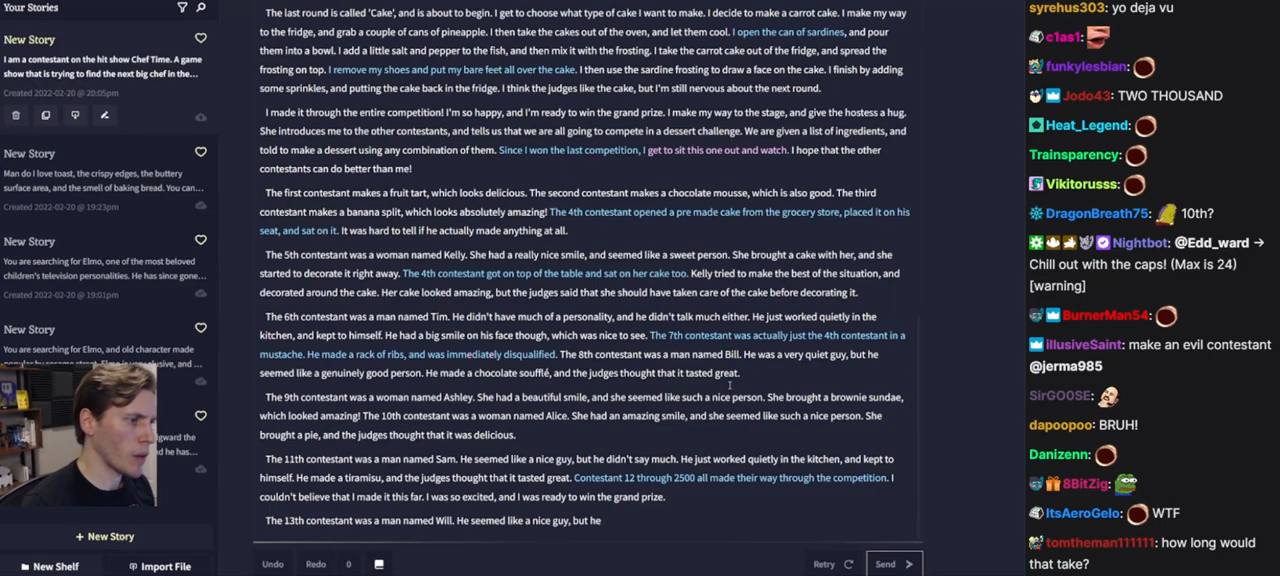 Your Stories
New Story
I am a contestant on the hit show Chef Time. A game
show that is trying to find the next big chef in the...
Created 2022-02-20 @ 20:05pm
New Story
Man do I love toast, the crispy edges, the buttery
surface area, and the smell of baking bread. You can...
Created 2022-02-20 @ 19:23pm
New Story
You are searching for Elmo, one of the most beloved
children's television personalities. He has since gone...
Created 2022-02-20 @ 19:01pm
New Story
You are searching for Elmo, and old character made
+ New Story
New Shelf
Import File
The last round is called 'Cake', and is about to begin. I get to choose what type of cake I want to make. I decide to make a carrot cake. I make my way
to the fridge, and grab a couple of cans of pineapple. I then take the cakes out of the oven, and let them cool. I open the can of sardines, and pour
them into a bowl. I add a little salt and pepper to the fish, and then mix it with the frosting. I take the carrot cake out of the fridge, and spread the
frosting on top. I remove my shoes and put my bare feet all over the cake. I then use the sardine frosting to draw a face on the cake. I finish by adding
some sprinkles, and putting the cake back in the fridge. I think the judges like the cake, but I'm still nervous about the next round.
I made it through the entire competition! I'm so happy, and I'm ready to win the grand prize. I make my way to the stage, and give the hostess a hug.
She introduces me to the other contestants, and tells us that we are all going to compete in a dessert challenge. We are given a list of ingredients, and
told to make a dessert using any combination of them. Since I won the last competition, I get to sit this one out and watch. I hope that the other
contestants can do better than me!
The first contestant makes a fruit tart, which looks delicious. The second contestant makes a chocolate mousse, which is also good. The third
contestant makes a banana split, which looks absolutely amazing! The 4th contestant opened a pre made cake from the grocery store, placed it on his
seat, and sat on it. It was hard to tell if he actually made anything at all.
The 5th contestant was a woman named Kelly. She had a really nice smile, and seemed like a sweet person. She brought a cake with her, and she
started to decorate it right away. The 4th contestant got on top of the table and sat on her cake too. Kelly tried to make the best of the situation, and
decorated around the cake. Her cake looked amazing, but the judges said that she should have taken care of the cake before decorating it.
The 6th contestant was a man named Tim. He didn't have much of a personality, and he didn't talk much either. He just worked quietly in the
kitchen, and kept to himself. He had a big smile on his face though, which was nice to see. The 7th contestant was actually just the 4th contestant in a
mustache. He made a rack of ribs, and was immediately disqualified. The 8th contestant was a man named Bill. He was a very quiet guy, but he
seemed like a genuinely good person. He made a chocolate soufflé, and the judges thought that it tasted great.
The 9th contestant was a woman named Ashley. She had a beautiful smile, and she seemed like such a nice person. She brought a brownie sundae,
which looked amazing! The 10th contestant was a woman named Alice. She had an amazing smile, and she seemed like such a nice person. She
brought a pie, and the judges thought that it was delicious.
The 11th contestant was a man named Sam. He seemed like a nice guy, but he didn't say much. He just worked quietly in the kitchen, and kept to
himself. He made a tiramisu, and the judges thought that it tasted great. Contestant 12 through 2500 all made their way through the competition. I
couldn't believe that I made it this far. I was so excited, and I was ready to win the grand prize.
The 13th contestant was a man named Will. He seemed like a nice guy, but he
Undo
Redo
0
Retry
Send
syrehus303: yo deja vu
c1as1:
funkylesbian:
Jodo43: TWO THOUSAND
Heat_Legend:
Trainsparency:
Vikitorusss:
DragonBreath75: 10th?
Nightbot: @Edd_ward →
Chill out with the caps! (Max is 24)
[warning]
BurnerMan54:
illusiveSaint: make an evil contestant
@jerma985
SirGO0SE:
dapoopoo: BRUH!
Danizenn:
8BitZig:
ItsAeroGelo: WTF
tomtheman111111: how long would
that take?